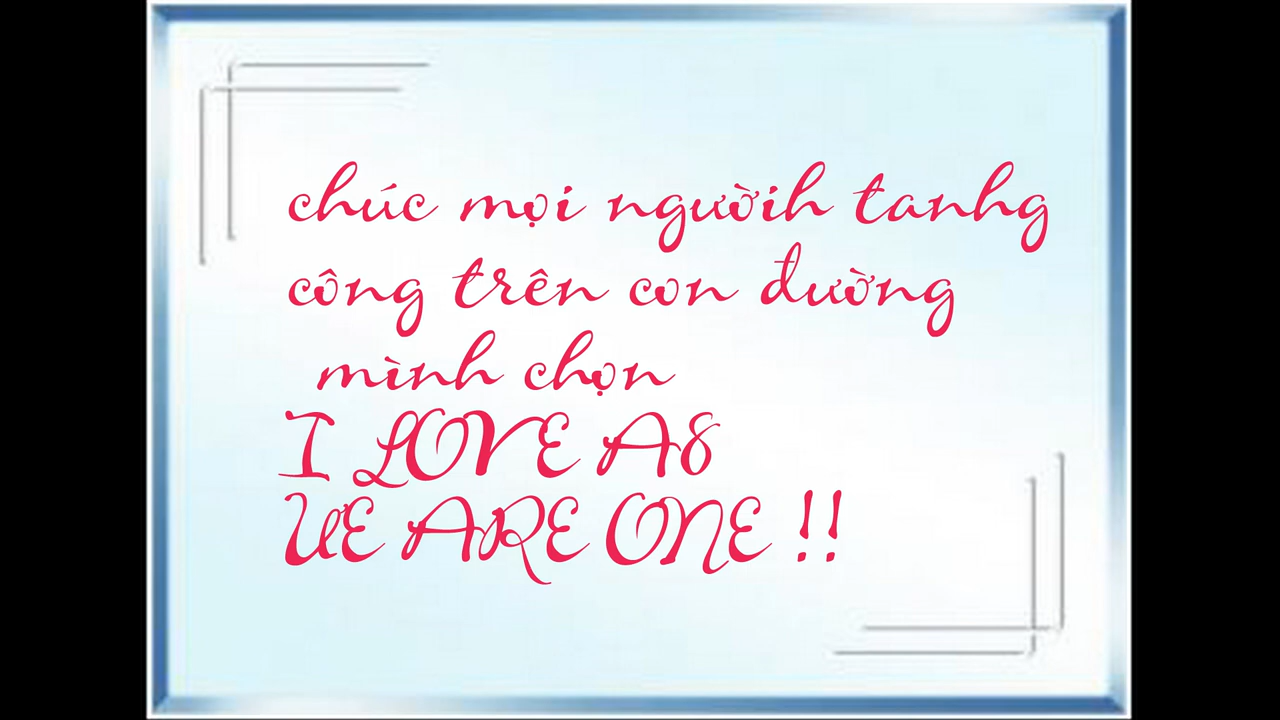 chúc mọi ngườih tanhg
công trên con đường
mình chọn
I LOVE A8
WE ARE ONE !!